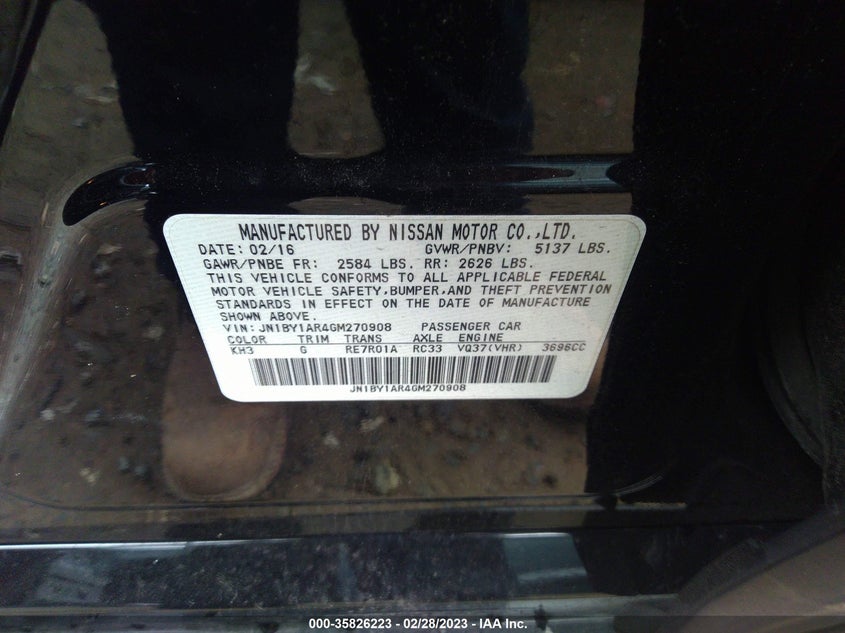 MANUFACTURED BY NISSAN MOTOR CO.,LTD.
DATE: 02/16 GVWR/PNBV: 5137 LBS.
GAWR/PNBE FR: 2584 LBS. RR: 2626 LBS.
THIS VEHICLE CONFORMS TO ALL APPLICABLE FEDERAL
MOTOR VEHICLE SAFETY, BUMPER, AND THEFT PREVENTION
STANDARDS IN EFFECT ON THE DATE OF MANUFACTURE
SHOWN ABOVE.
VIN: JN1BY1AR4GM270908 PASSENGER CAR
COLOR TRIM TRANS AXLE ENGINE
KH3 G RE7R01A RC33 VQ37(VHR) 3696CC
JN1BY1AR4GM270908
000-35826223 - 02/28/2023 - IAA Inc.